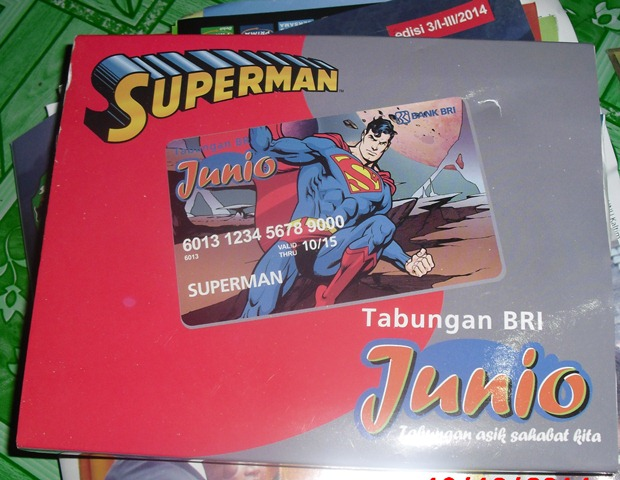 edisi 3/I-III/2014
SUPERMAN
BANK BRI
Junio
6013 1234 5678 9000
6013
VALID THRU 10/15
SUPERMAN
Tabungan BRI
Junio
Tabungan asik sahabat kita